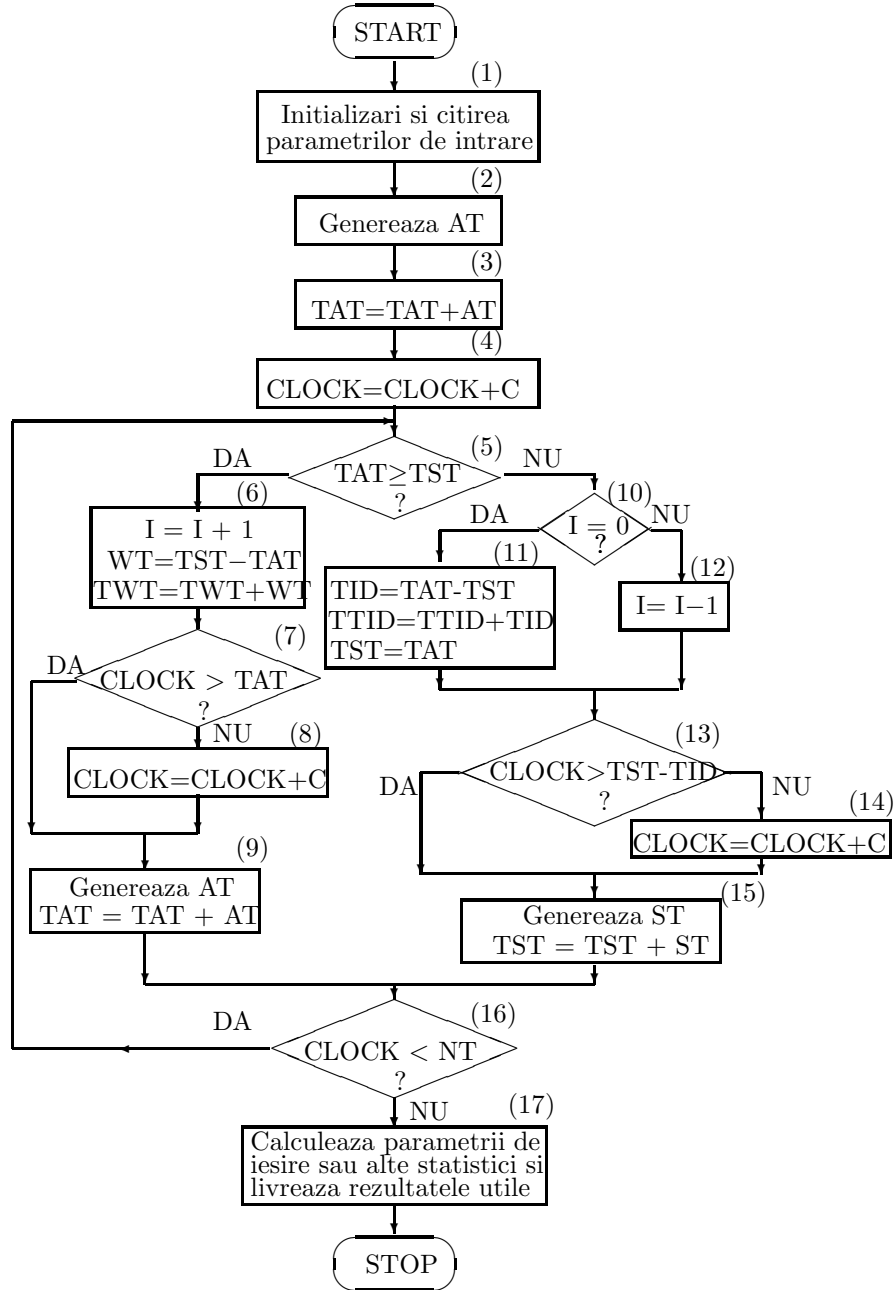 START
(1)
Initializari si citirea
parametrilor de intrare
(2)
Genereaza AT
(3)
TAT=TAT+AT
(4)
CLOCK=CLOCK+C
(5)
DA
NU
TAT≥TST
?
(6)
I = I + 1
WT=TST−TAT
TWT=TWT+WT
(10)
DA
NU
I = 0
?
(11)
TID=TAT-TST
TTID=TTID+TID
TST=TAT
(12)
I= I−1
(7)
DA
CLOCK > TAT
?
NU
(8)
CLOCK=CLOCK+C
(13)
CLOCK>TST-TID
?
DA
NU
(14)
CLOCK=CLOCK+C
(9)
Genereaza AT
TAT = TAT + AT
(15)
Genereaza ST
TST = TST + ST
(16)
DA
CLOCK < NT
?
NU
(17)
Calculeaza parametrii de
iesire sau alte statistici si
livreaza rezultatele utile
STOP